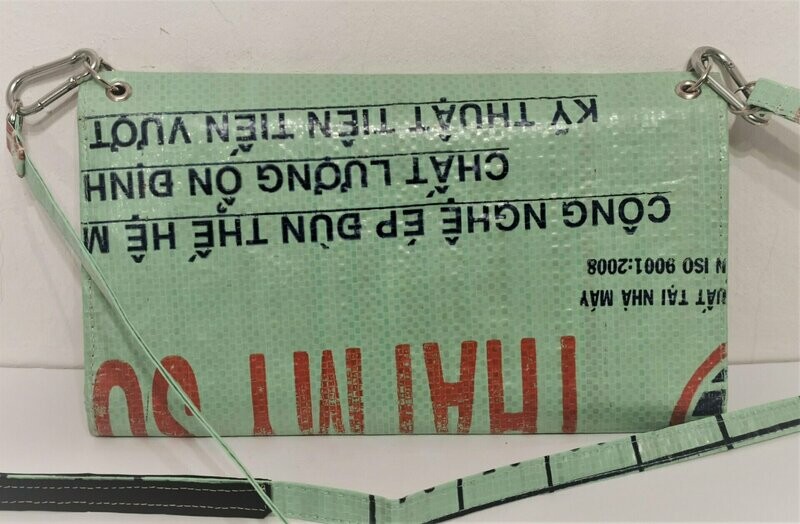 UẤT TẠI NHÀ MÁY
N ISO 9001:2008
CÔNG NGHỆ ÉP ĐÙN THẾ HỆ M
CHẤT LƯỢNG ỔN ĐỊNH
KỸ THUẬT TIÊN TIẾN VƯỢT